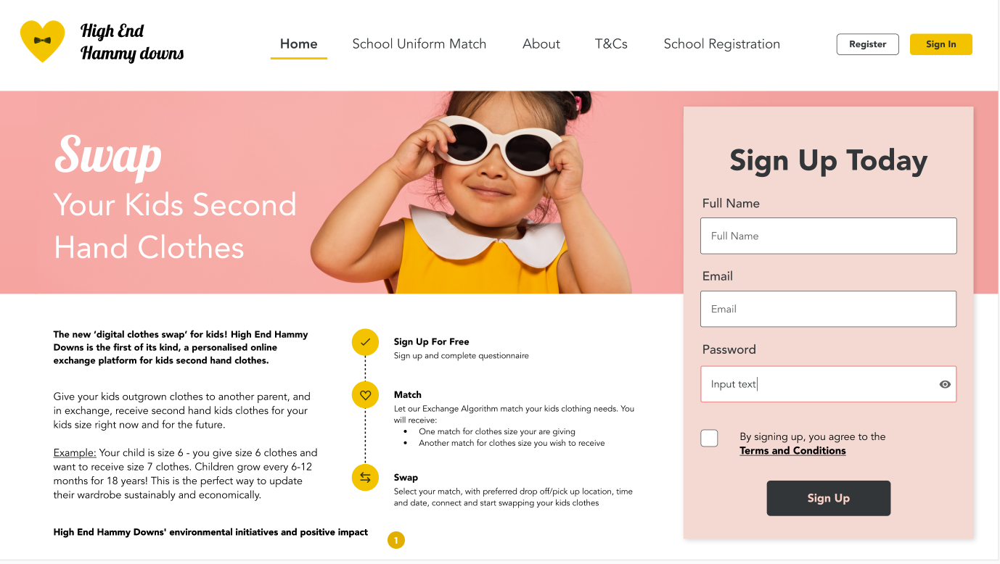 High End
Hammy downs
Home
School Uniform Match
About
T&Cs
School Registration
Register
Sign In
Swap
Your Kids Second
Hand Clothes
The new ‘digital clothes swap’ for kids! High End Hammy
Downs is the first of its kind, a personalised online
exchange platform for kids second hand clothes.
Give your kids outgrown clothes to another parent, and
in exchange, receive second hand kids clothes for your
kids size right now and for the future.
Example: Your child is size 6 - you give size 6 clothes and
want to receive size 7 clothes. Children grow every 6-12
months for 18 years! This is the perfect way to update
their wardrobe sustainably and economically.
High End Hammy Downs' environmental initiatives and positive impact
1
Sign Up For Free
Sign up and complete questionnaire
Match
Let our Exchange Algorithm match your kids clothing needs. You
will receive:
• One match for clothes size your are giving
• Another match for clothes size you wish to receive
Swap
Select your match, with preferred drop off/pick up location, time
and date, connect and start swapping your kids clothes
Sign Up Today
Full Name
Full Name
Email
Email
Password
Input text
By signing up, you agree to the
Terms and Conditions
Sign Up